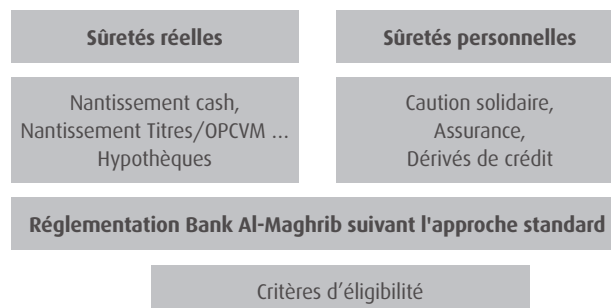 Sûretés réelles
Sûretés personnelles
Nantissement cash,
Nantissement Titres/OPCVM ...
Hypothèques
Caution solidaire,
Assurance,
Dérivés de crédit
Réglementation Bank Al-Maghrib suivant l'approche standard
Critères d’éligibilité